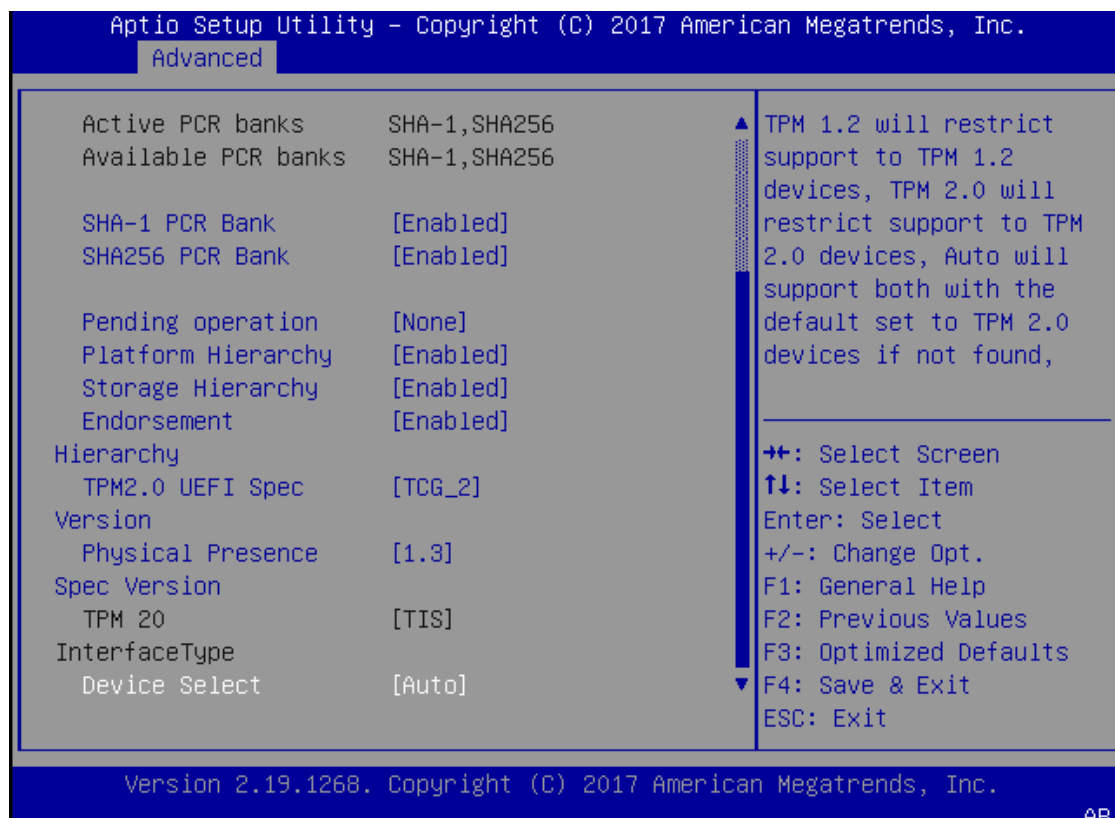 Aptio Setup Utility – Copyright (C) 2017 American Megatrends, Inc.
Advanced
Active PCR banks SHA-1,SHA256
Available PCR banks SHA-1,SHA256
SHA-1 PCR Bank [Enabled]
SHA256 PCR Bank [Enabled]
Pending operation [None]
Platform Hierarchy [Enabled]
Storage Hierarchy [Enabled]
Endorsement [Enabled]
Hierarchy
TPM2.0 UEFI Spec [TCG_2]
Version
Physical Presence [1.3]
Spec Version
TPM 20 [TIS]
InterfaceType
Device Select [Auto]
TPM 1.2 will restrict
support to TPM 1.2
devices, TPM 2.0 will
restrict support to TPM
2.0 devices, Auto will
support both with the
default set to TPM 2.0
devices if not found,
→←: Select Screen
↑↓: Select Item
Enter: Select
+/-: Change Opt.
F1: General Help
F2: Previous Values
F3: Optimized Defaults
F4: Save & Exit
ESC: Exit
Version 2.19.1268. Copyright (C) 2017 American Megatrends, Inc.
AB